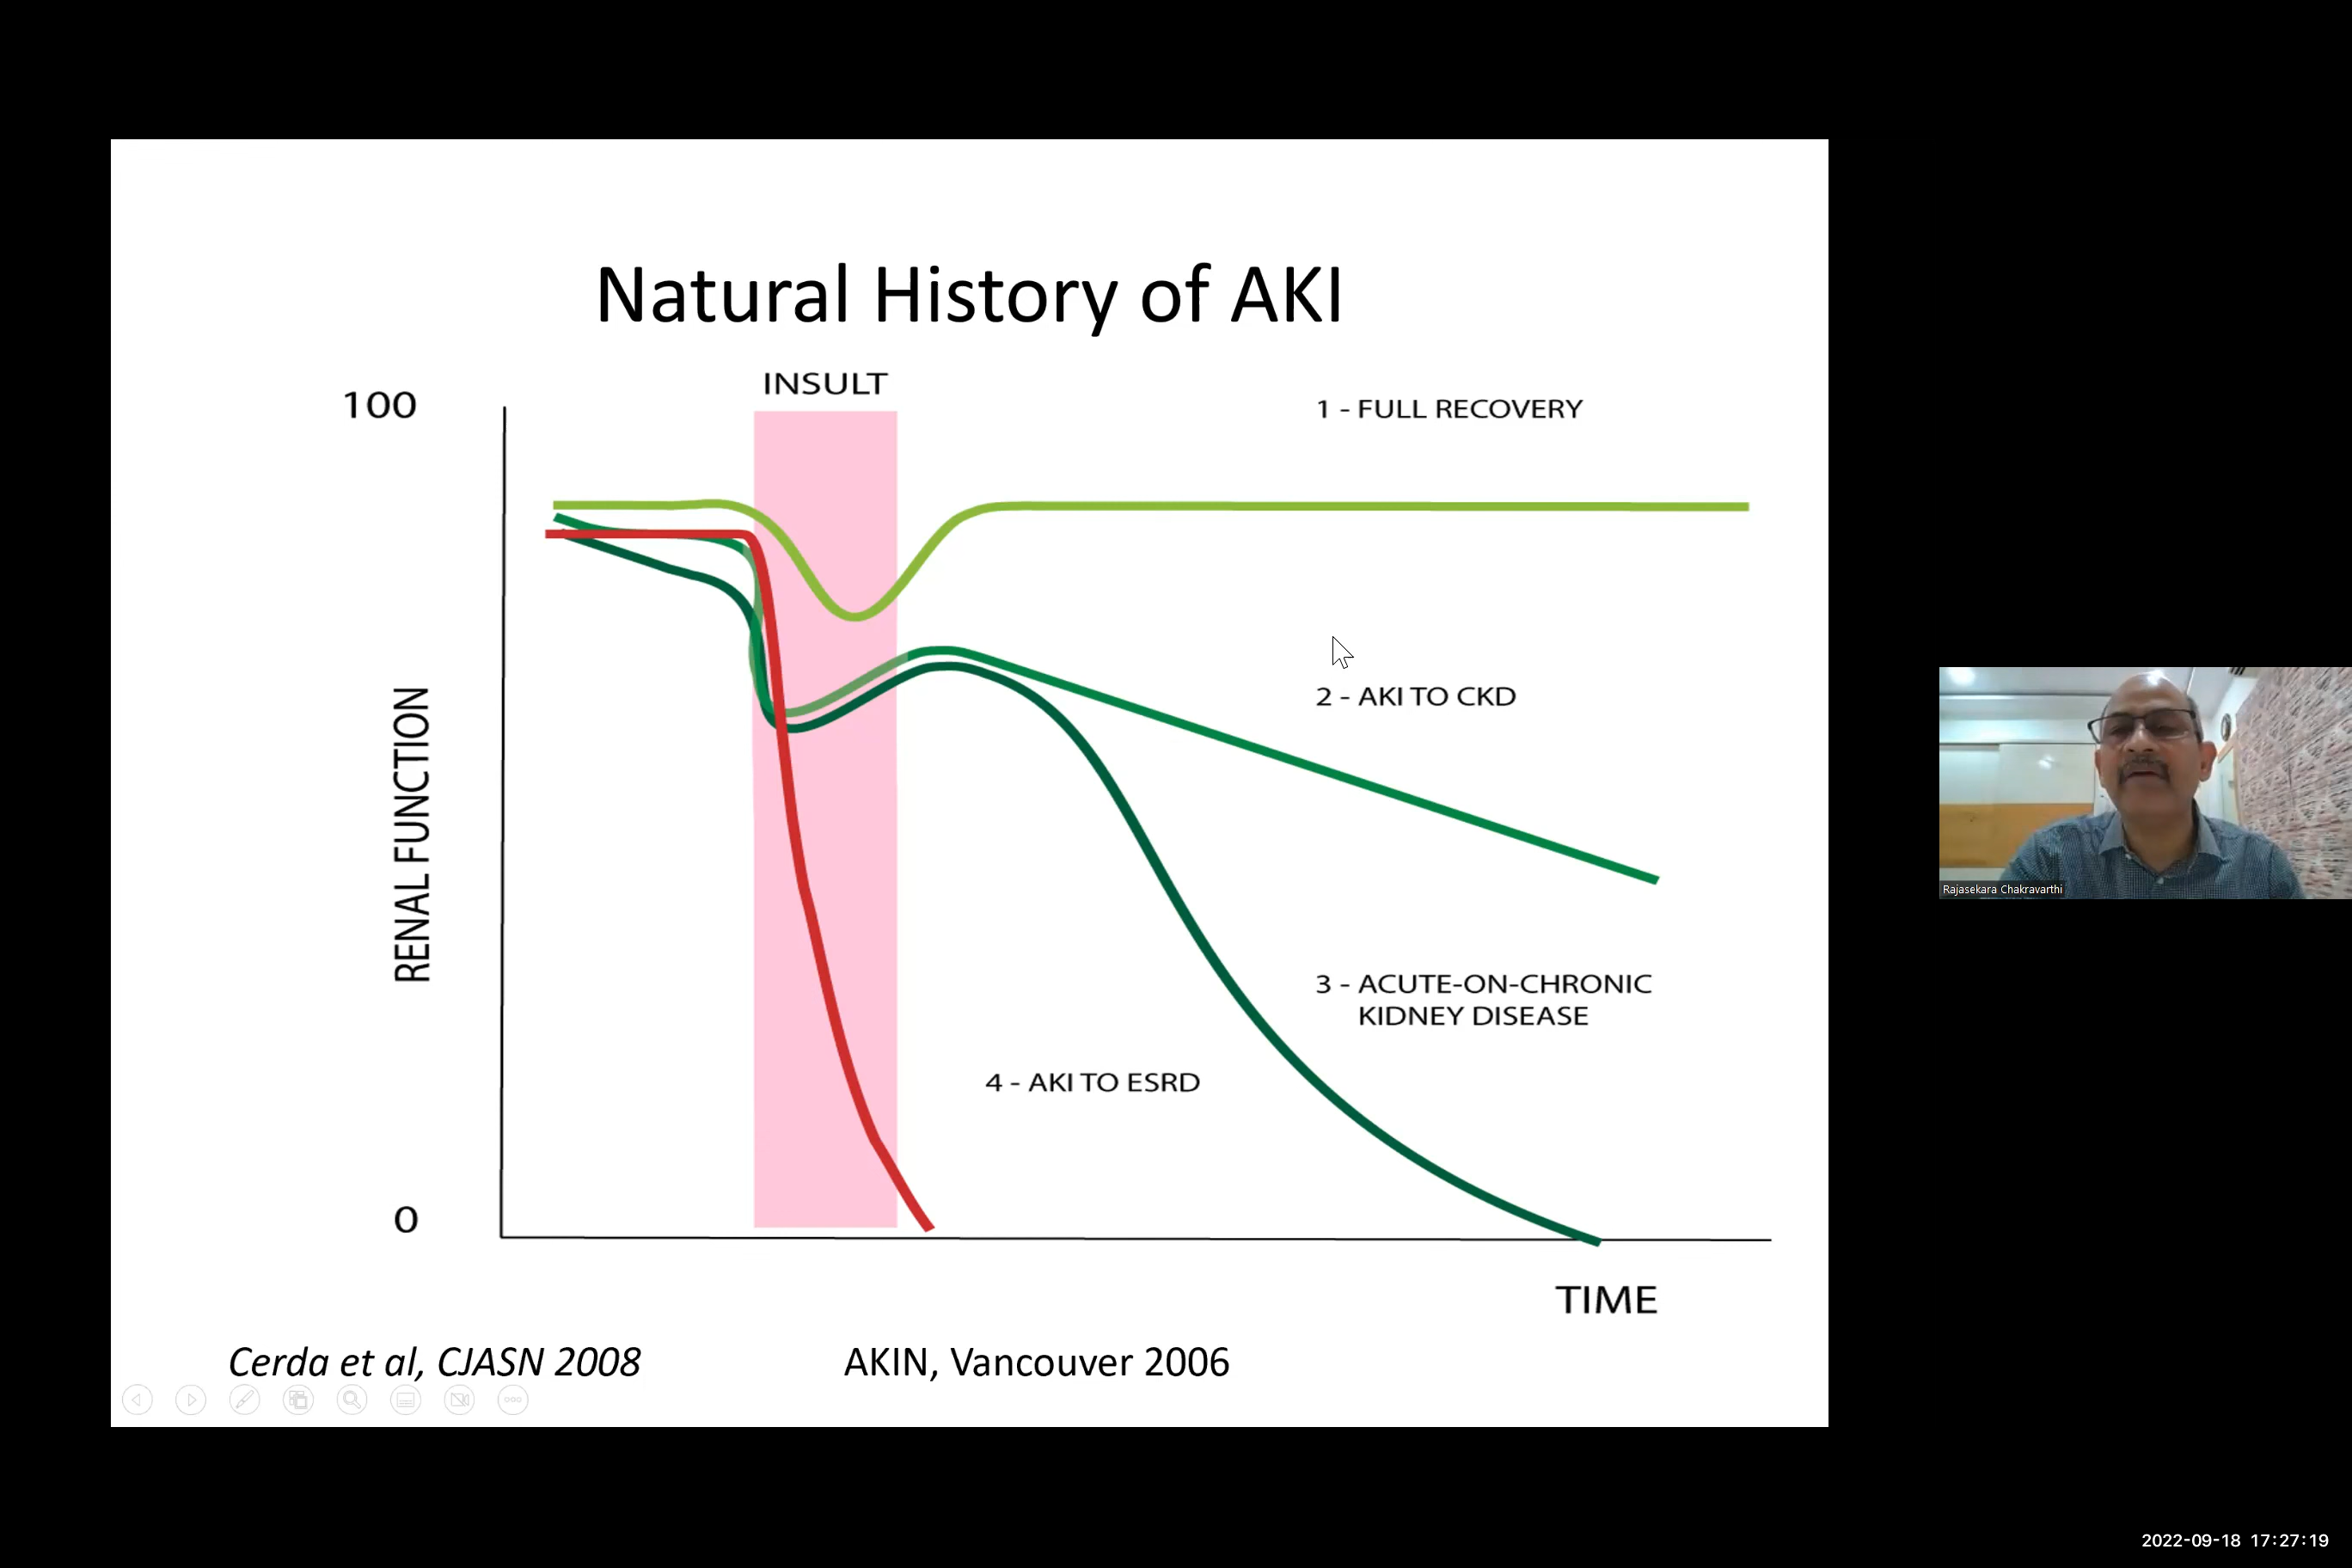 Natural History of AKI
INSULT
100
1 - FULL RECOVERY
RENAL FUNCTION
2 - AKI TO CKD
3 - ACUTE-ON-CHRONIC
KIDNEY DISEASE
4 - AKI TO ESRD
0
TIME
Cerda et al, CJASN 2008
AKIN, Vancouver 2006
Rajasekara Chakravarthi
2022-09-18 17:27:19